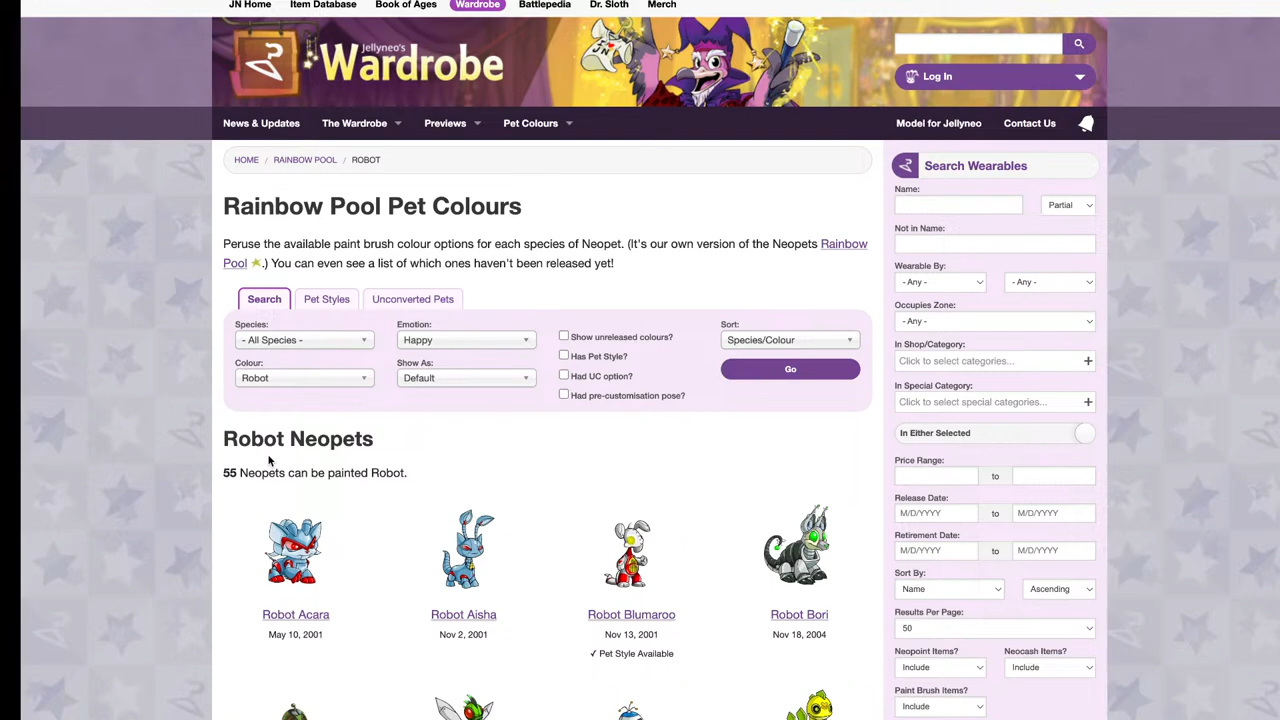 JN Home Item Database Book of Ages Wardrobe Battlepedia Dr. Sloth Merch
Jellyneo's
Wardrobe
JN
Log In
News & Updates The Wardrobe Previews Pet Colours Model for Jellyneo Contact Us
HOME / RAINBOW POOL / ROBOT
Rainbow Pool Pet Colours
Peruse the available paint brush colour options for each species of Neopet. (It's our own version of the Neopets Rainbow
Pool .) You can even see a list of which ones haven't been released yet!
Search Pet Styles Unconverted Pets
Species: Emotion: Sort:
- All Species - Happy Show unreleased colours? Species/Colour
Has Pet Style?
Colour: Show As:
Robot Default Had UC option? Go
Had pre-customisation pose?
Robot Neopets
55 Neopets can be painted Robot.
Robot Acara Robot Aisha Robot Blumaroo Robot Bori
May 10, 2001 Nov 2, 2001 Nov 13, 2001 Nov 18, 2004
✓ Pet Style Available
Search Wearables
Name:
Partial
Not in Name:
Wearable By:
- Any - - Any -
Occupies Zone:
- Any -
In Shop/Category:
Click to select categories... +
In Special Category:
Click to select special categories... +
In Either Selected
Price Range:
to
Release Date:
M/D/YYYY to M/D/YYYY
Retirement Date:
M/D/YYYY to M/D/YYYY
Sort By:
Name Ascending
Results Per Page:
50
Neopoint Items? Neocash Items?
Include Include
Paint Brush Items?
Include